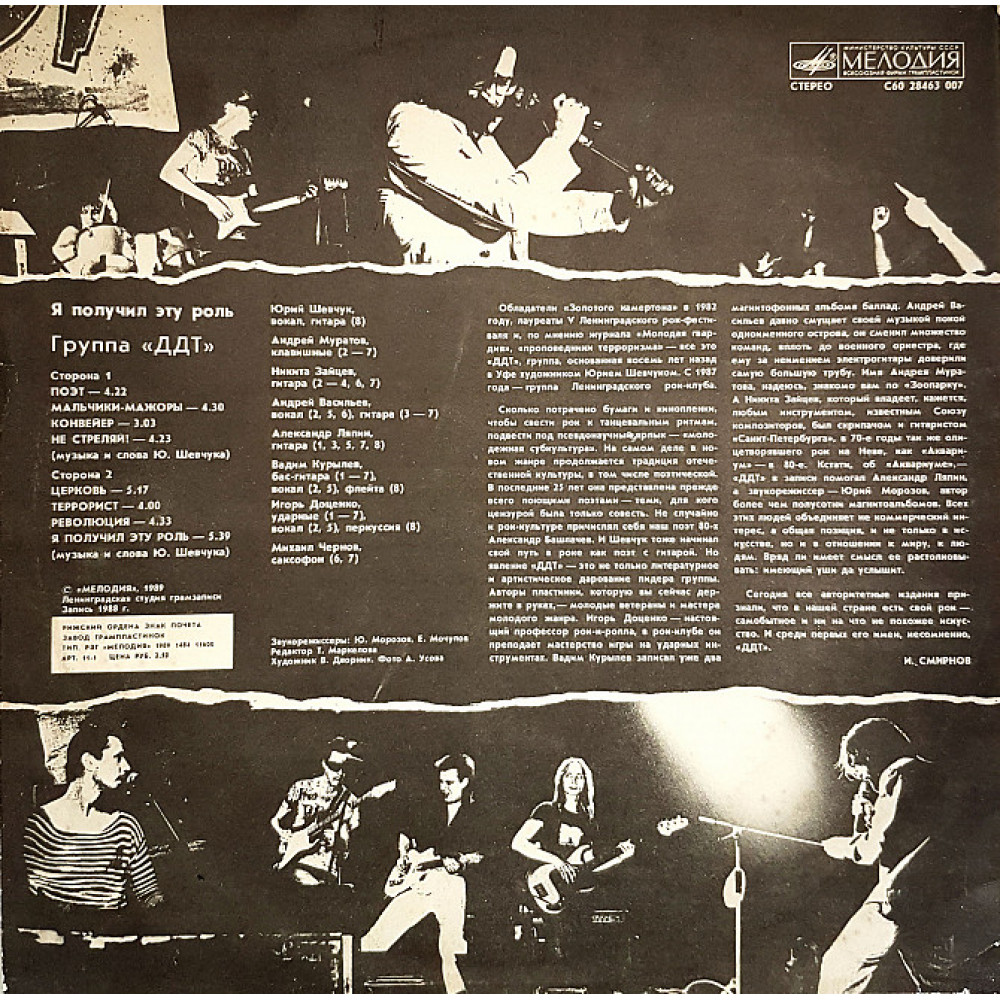 МИНИСТЕРСТВО КУЛЬТУРЫ СССР
МЕЛОДИЯ
ВСЕСОЮЗНАЯ ФИРМА ГРАМПЛАСТИНОК
СТЕРЕО
С60 28463 007
Я получил эту роль
Группа «ДДТ»
Сторона 1
ПОЭТ — 4.22
МАЛЬЧИКИ-МАЖОРЫ — 4.30
КОНВЕЙЕР — 3.03
НЕ СТРЕЛЯЙ! — 4.23
(музыка и слова Ю. Шевчука)
Сторона 2
ЦЕРКОВЬ — 5.17
ТЕРРОРИСТ — 4.00
РЕВОЛЮЦИЯ — 4.33
Я ПОЛУЧИЛ ЭТУ РОЛЬ — 5.39
(музыка и слова Ю. Шевчука)
© «МЕЛОДИЯ», 1989
Ленинградская студия грамзаписи
Запись 1988 г.
РИЖСКИЙ ОРДЕНА ЗНАК ПОЧЕТА
ЗАВОД ГРАМПЛАСТИНОК
ТИП. РЗГ «МЕЛОДИЯ» 1989
ЦЕНА РУБ.
Юрий Шевчук,
вокал, гитара (8)
Андрей Муратов,
клавишные (2 — 7)
Никита Зайцев,
гитара (2 — 4, 6, 7)
Андрей Васильев,
вокал (2, 5, 6), гитара (3 — 7)
Александр Ляпин,
гитара (1, 3, 5, 7, 8)
Вадим Курылев,
бас-гитара (1 — 7),
вокал (2, 5), флейта (8)
Игорь Доценко,
ударные (1 — 7),
вокал (2, 5), перкуссия (8)
Михаил Чернов,
саксофон (6, 7)
Звукорежиссеры: Ю. Морозов, Е. Мочулов
Редактор Т. Маркелова
Художник В. Дворник. Фото А. Усова
Обладатели «Золотого камертона» в 1982
году, лауреаты V Ленинградского рок-фести-
валя и, по мнению журнала «Молодая гвар-
дия», «проповедники терроризма» — все это
«ДДТ», группа, основанная восемь лет назад
в Уфе художником Юрием Шевчуком. С 1987
года — группа Ленинградского рок-клуба.
Сколько потрачено бумаги и кинопленки,
чтобы свести рок к танцевальным ритмам,
подвести под псевдонаучный ярлык — «моло-
дежная субкультура». На самом деле в но-
вом жанре продолжается традиция отече-
ственной культуры, в том числе поэтической.
В последние 25 лет она представлена прежде
всего поющими поэтами — теми, для кого
цензурой была только совесть. Не случайно
к рок-культуре причислял себя наш поэт 80-х
Александр Башлачев. И Шевчук тоже начинал
свой путь в роке как поэт с гитарой. Но
явление «ДДТ» — это не только литературное
и артистическое дарование лидера группы.
Авторы пластинки, которую вы сейчас дер-
жите в руках, — молодые ветераны и мастера
молодого жанра. Игорь Доценко — настоя-
щий профессор рок-н-ролла, в рок-клубе он
преподает мастерство игры на ударных ин-
струментах. Вадим Курылев записал уже два
магнитофонных альбома баллад. Андрей Ва-
сильев давно смущает своей музыкой покой
одноименного острова, он сменил множество
команд, вплоть до военного оркестра, где
ему за неимением электрогитары доверили
самую большую трубу. Имя Андрея Мура-
това, надеюсь, знакомо вам по «Зоопарку».
А Никита Зайцев, который владеет, кажется,
любым инструментом, известным Союзу
композиторов, был скрипачом и гитаристом
«Санкт-Петербурга», в 70-е годы так же оли-
цетворявшего рок на Неве, как «Аквари-
ум» — в 80-е. Кстати, об «Аквариуме», —
«ДДТ» в записи помогал Александр Ляпин,
а звукорежиссер — Юрий Морозов, автор
более чем полусотни магнитоальбомов. Всех
этих людей объединяет не коммерческий ин-
терес, а общая позиция, и не только в ис-
кусстве, но и в отношении к миру, к лю-
дям. Вряд ли имеет смысл ее растолковы-
вать: имеющий уши да услышит.
Сегодня все авторитетные издания при-
знали, что в нашей стране есть свой рок —
самобытное и ни на что не похожее искус-
ство. И среди первых его имен, несомненно,
«ДДТ».
И. СМИРНОВ